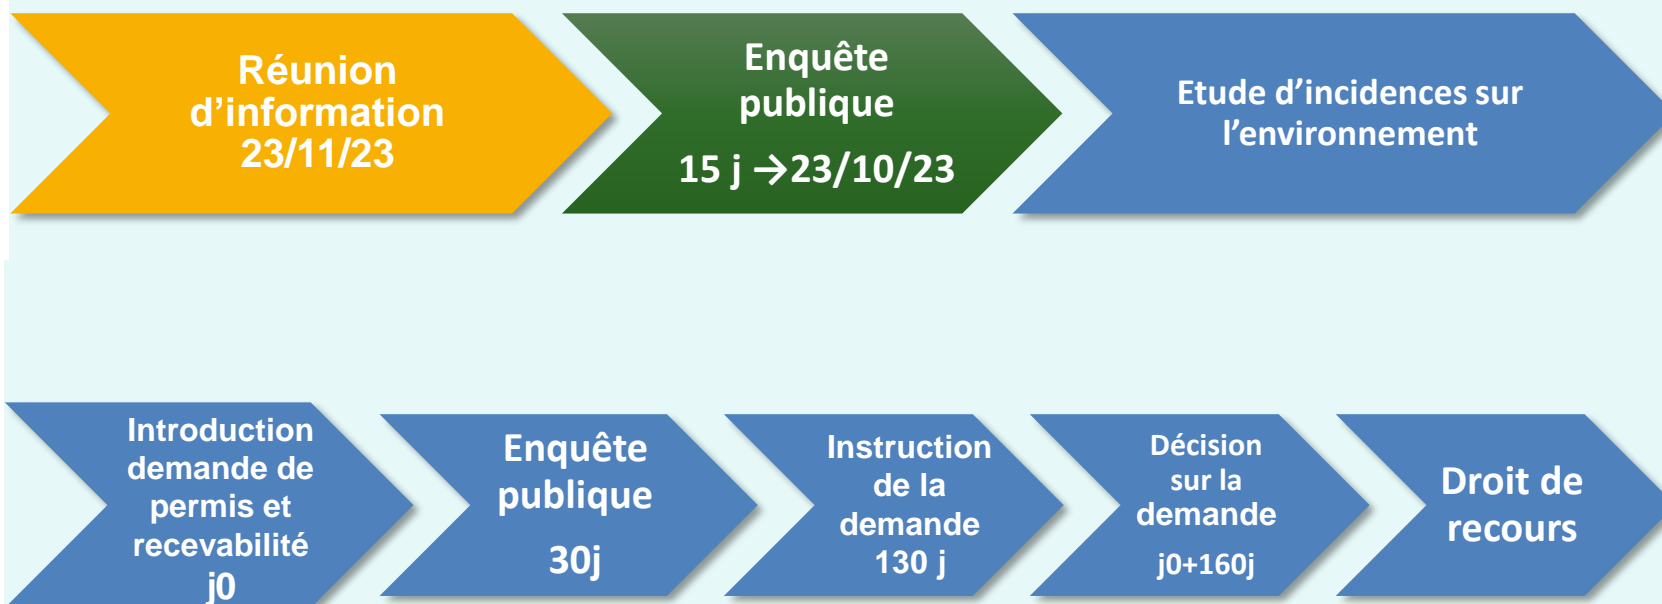 Réunion
d’information
23/11/23
Enquête
publique
15 j →23/10/23
Etude d’incidences sur
l’environnement
Introduction
demande de
permis et
recevabilité
j0
Enquête
publique
30j
Instruction
de la
demande
130 j
Décision
sur la
demande
j0+160j
Droit de
recours